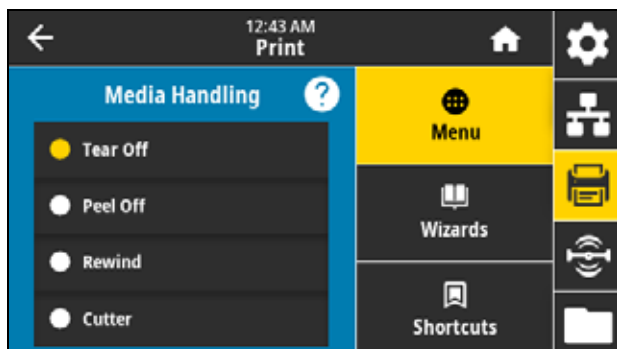 12:43 AM
Print
Media Handling ?
Tear Off
Peel Off
Rewind
Cutter
Menu
Wizards
Shortcuts